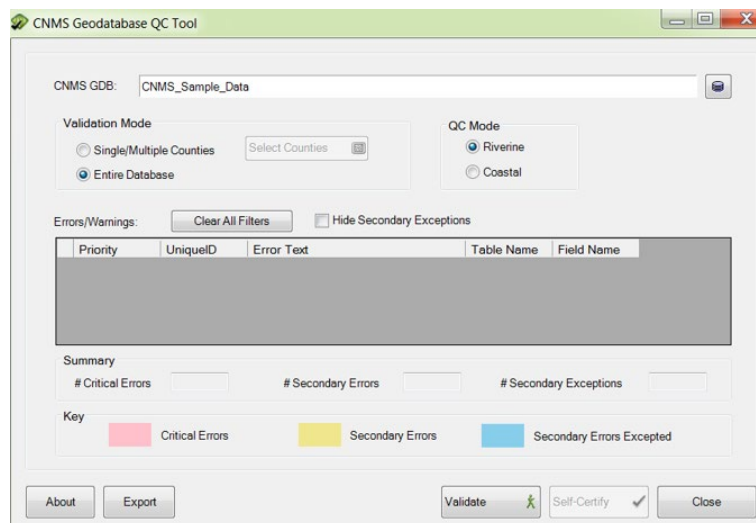 CNMS Geodatabase QC Tool
CNMS GDB: CNMS_Sample_Data
Validation Mode
Single/Multiple Counties Select Counties
Entire Database
QC Mode
Riverine
Coastal
Errors/Warnings: Clear All Filters Hide Secondary Exceptions
Priority UniqueID Error Text Table Name Field Name
Summary
# Critical Errors # Secondary Errors # Secondary Exceptions
Key
Critical Errors Secondary Errors Secondary Errors Excepted
About Export Validate Self-Certify Close